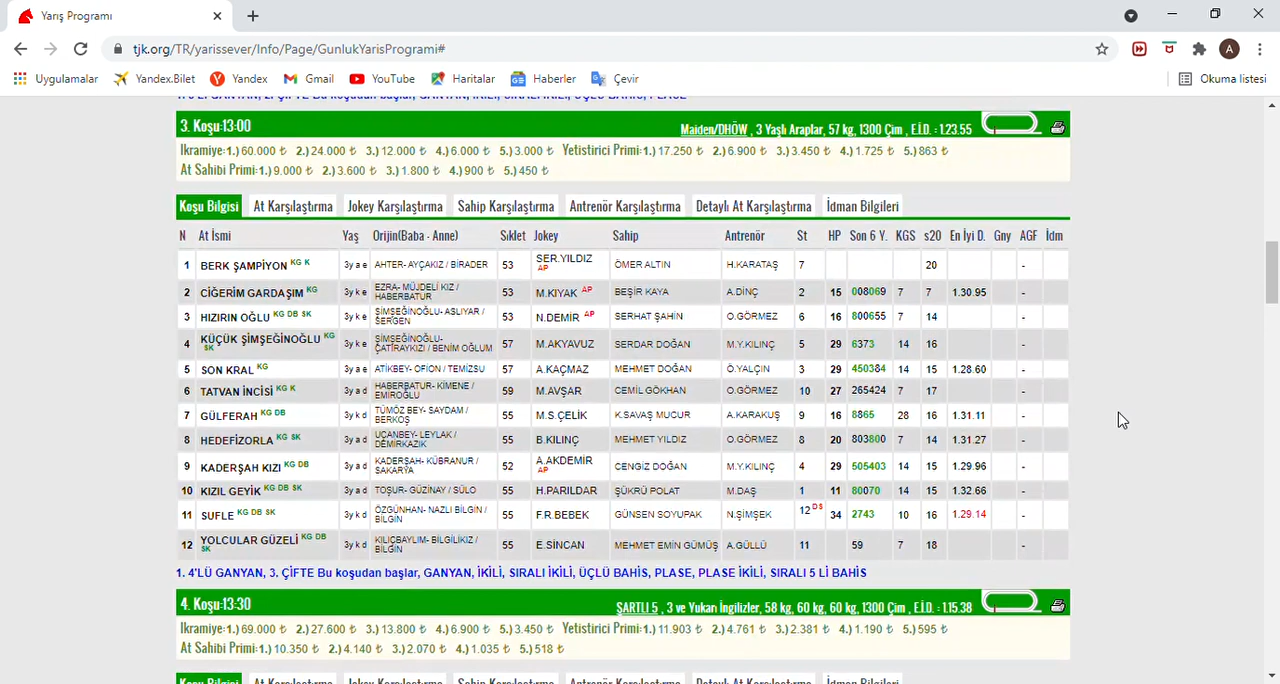 Yarış Programı
tjk.org/TR/yarissever/Info/Page/GunlukYarisProgrami#
A
Uygulamalar Yandex.Bilet Yandex Gmail YouTube Haritalar Haberler Çevir Okuma listesi
3. Koşu:13:00 Maiden/DHÖW , 3 Yaşlı Araplar, 57 kg, 1300 Çim , E.İ.D. : 1.23.55
Ikramiye:1.) 60.000 ₺ 2.) 24.000 ₺ 3.) 12.000 ₺ 4.) 6.000 ₺ 5.) 3.000 ₺ Yetistirici Primi:1.) 17.250 ₺ 2.) 6.900 ₺ 3.) 3.450 ₺ 4.) 1.725 ₺ 5.) 863 ₺
At Sahibi Primi:1.) 9.000 ₺ 2.) 3.600 ₺ 3.) 1.800 ₺ 4.) 900 ₺ 5.) 450 ₺
Koşu Bilgisi At Karşılaştırma Jokey Karşılaştırma Sahip Karşılaştırma Antrenör Karşılaştırma Detaylı At Karşılaştırma İdman Bilgileri
N At İsmi Yaş Orijin(Baba - Anne) Sıklet Jokey Sahip Antrenör St HP Son 6 Y. KGS s20 En İyi D. Gny AGF İdm
1 BERK ŞAMPİYON KG K 3y a e AHTER- AYÇAKIZ / BİRADER 53 SER.YILDIZ AP ÖMER ALTIN H.KARATAŞ 7 20 -
2 CİĞERİM GARDAŞIM KG 3y k e EZRA- MÜJDELİ KIZ / HABERBATUR 53 M.KIYAK AP BEŞİR KAYA A.DİNÇ 2 15 008069 7 7 1.30.95 -
3 HIZIRIN OĞLU KG DB SK 3y k e ŞİMŞEĞİNOĞLU- ASLIYAR / SERGEN 53 N.DEMİR AP SERHAT ŞAHİN O.GÖRMEZ 6 16 800655 7 14 -
4 KÜÇÜK ŞİMŞEĞİNOĞLU KG SK 3y k e ŞİMŞEĞİNOĞLU- ÇATIRAYKIZI / BENİM OĞLUM 57 M.AKYAVUZ SERDAR DOĞAN M.Y.KILINÇ 5 29 6373 14 16 -
5 SON KRAL KG 3y a e ATİKBEY- OFİON / TEMİZSU 57 A.KAÇMAZ MEHMET DOĞAN Ö.YALÇIN 3 29 450384 14 15 1.28.60 -
6 TATVAN İNCİSİ KG K 3y a d HABERBATUR- KİMENE / EMİROĞLU 59 M.AVŞAR CEMİL GÖKHAN O.GÖRMEZ 10 27 265424 7 17 -
7 GÜLFERAH KG DB 3y k d TÜMÖZ BEY- SAYDAM / BERKOŞ 55 M.S.ÇELİK K.SAVAŞ MUCUR A.KARAKUŞ 9 16 8865 28 16 1.31.11 -
8 HEDEFİZORLA KG SK 3y a d UÇANBEY- LEYLAK / DEMİRKAZIK 55 B.KILINÇ MEHMET YILDIZ O.GÖRMEZ 8 20 803800 7 14 1.31.27 -
9 KADERŞAH KIZI KG DB 3y a d KADERŞAH- KÜBRANUR / SAKARYA 52 A.AKDEMİR AP CENGİZ DOĞAN M.Y.KILINÇ 4 29 505403 14 15 1.29.96 -
10 KIZIL GEYİK KG DB SK 3y a d TOŞUR- GÜZİNAY / SÜLO 55 H.PARILDAR ŞÜKRÜ POLAT M.DAŞ 1 11 80070 14 15 1.32.66 -
11 SUFLE KG DB SK 3y k d ÖZGÜNHAN- NAZLI BİLGİN / BİLGİN 55 F.R.BEBEK GÜNSEN SOYUPAK N.ŞİMŞEK 12 DS 34 2743 10 16 1.29.14 -
12 YOLCULAR GÜZELİ KG DB SK 3y k d KILIÇBAYLIM- BİLGİLİKIZ / BİLGİN 55 E.SİNCAN MEHMET EMİN GÜMÜŞ A.GÜLLÜ 11 59 7 18 -
1. 4'LÜ GANYAN, 3. ÇİFTE Bu koşudan başlar, GANYAN, İKİLİ, SIRALI İKİLİ, ÜÇLÜ BAHİS, PLASE, PLASE İKİLİ, SIRALI 5 Lİ BAHİS
4. Koşu:13:30 ŞARTLI 5 , 3 ve Yukarı İngilizler, 58 kg, 60 kg, 60 kg, 1300 Çim , E.İ.D. : 1.15.38
Ikramiye:1.) 69.000 ₺ 2.) 27.600 ₺ 3.) 13.800 ₺ 4.) 6.900 ₺ 5.) 3.450 ₺ Yetistirici Primi:1.) 11.903 ₺ 2.) 4.761 ₺ 3.) 2.381 ₺ 4.) 1.190 ₺ 5.) 595 ₺
At Sahibi Primi:1.) 10.350 ₺ 2.) 4.140 ₺ 3.) 2.070 ₺ 4.) 1.035 ₺ 5.) 518 ₺
Koşu Bilgisi At Karşılaştırma Jokey Karşılaştırma Sahip Karşılaştırma Antrenör Karşılaştırma Detaylı At Karşılaştırma İdman Bilgileri